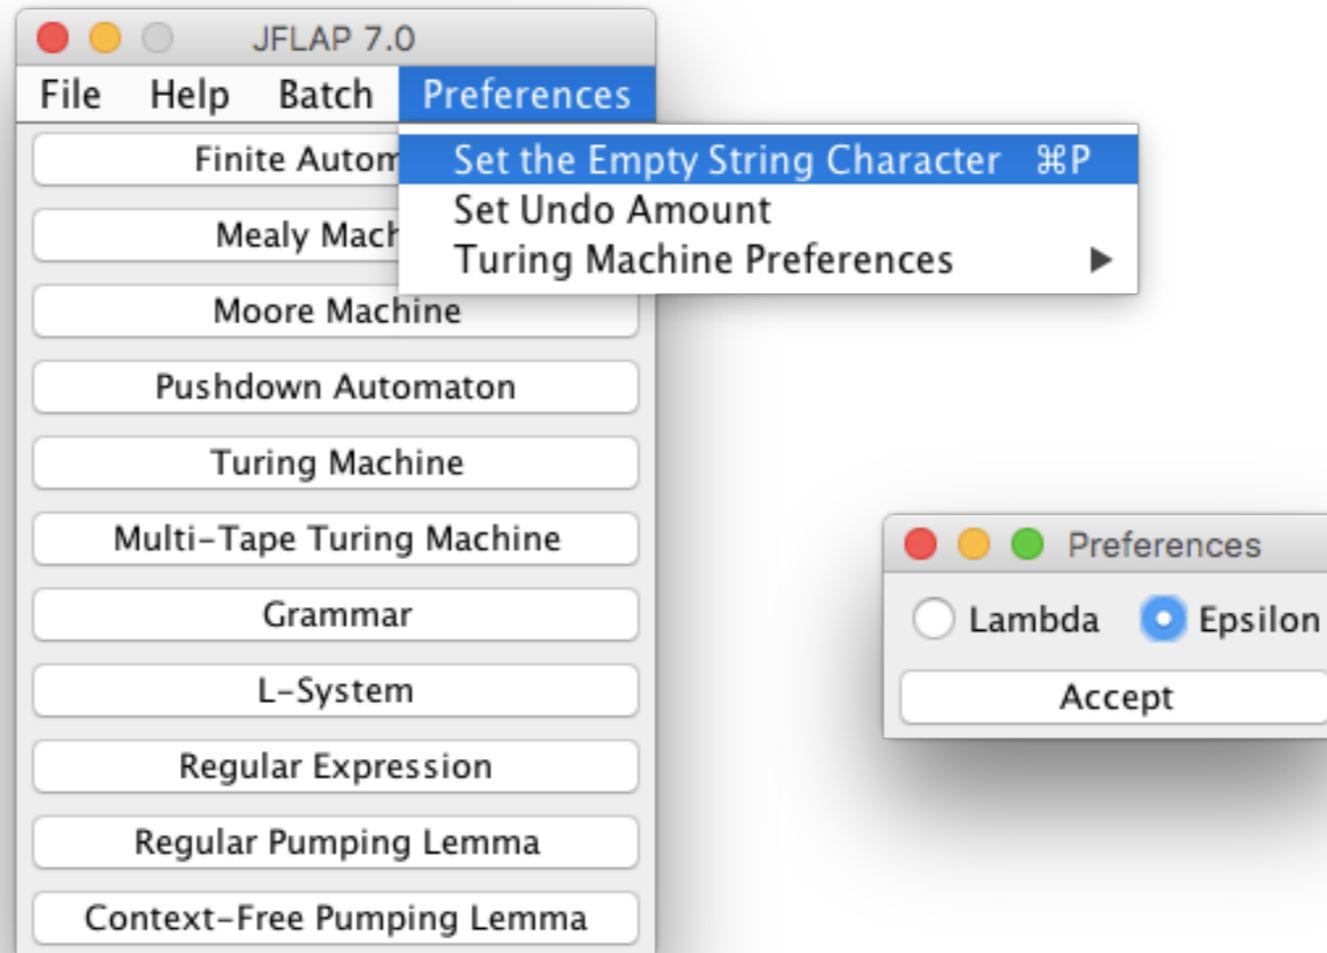 JFLAP 7.0
File Help Batch Preferences
Set the Empty String Character ⌘P
Set Undo Amount
Turing Machine Preferences
Finite Autom
Mealy Mach
Moore Machine
Pushdown Automaton
Turing Machine
Multi-Tape Turing Machine
Grammar
L-System
Regular Expression
Regular Pumping Lemma
Context-Free Pumping Lemma
Preferences
Lambda Epsilon
Accept